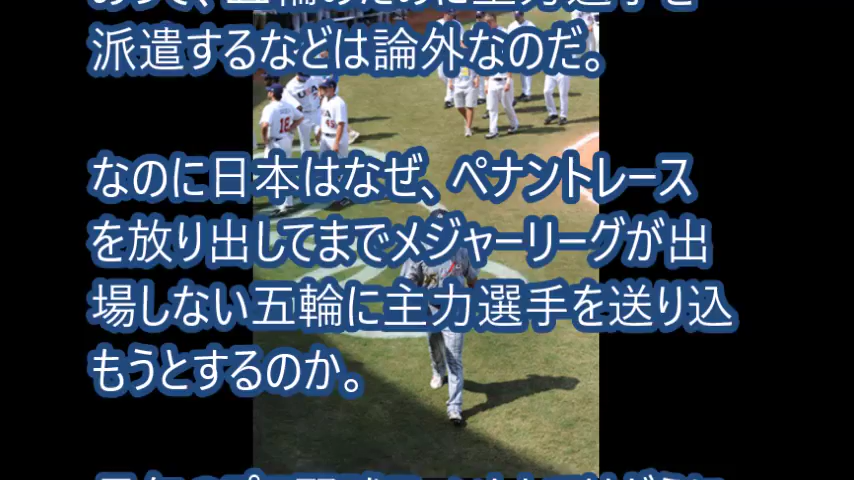 派遣するなどは論外なのだ。
なのに日本はなぜ、ペナントレース
を放り出してまでメジャーリーグが出
場しない五輪に主力選手を送り込
もうとするのか。
USA
18
45